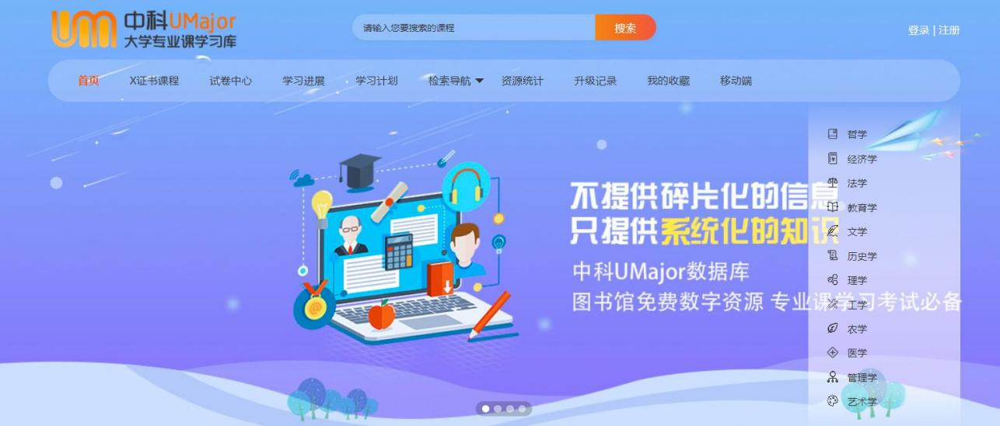 UM 中科UMajor
大学专业课学习库
请输入您要搜索的课程
搜索
登录 | 注册
首页 X证书课程 试卷中心 学习进展 学习计划 检索导航 资源统计 升级记录 我的收藏 移动端
不提供碎片化的信息
只提供系统化的知识
中科UMajor数据库
图书馆免费数字资源 专业课学习考试必备
哲学
经济学
法学
教育学
文学
历史学
理学
工学
农学
医学
管理学
艺术学